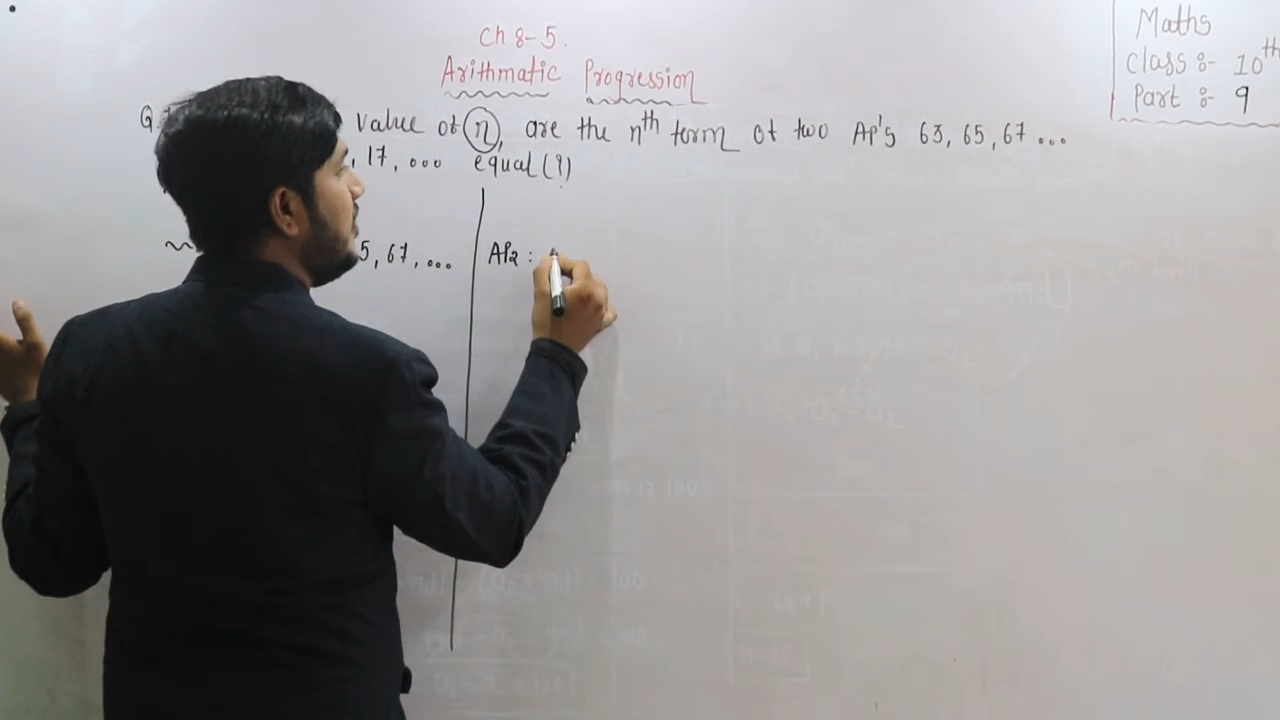 Ch 8-5.
Arithmatic Progression
Maths
Class :- 10th
Part :- 9
Q. value of n, are the nth term of two AP's 63, 65, 67 ...
, 17, ... equal (?)
5, 67, ...
AP2 :